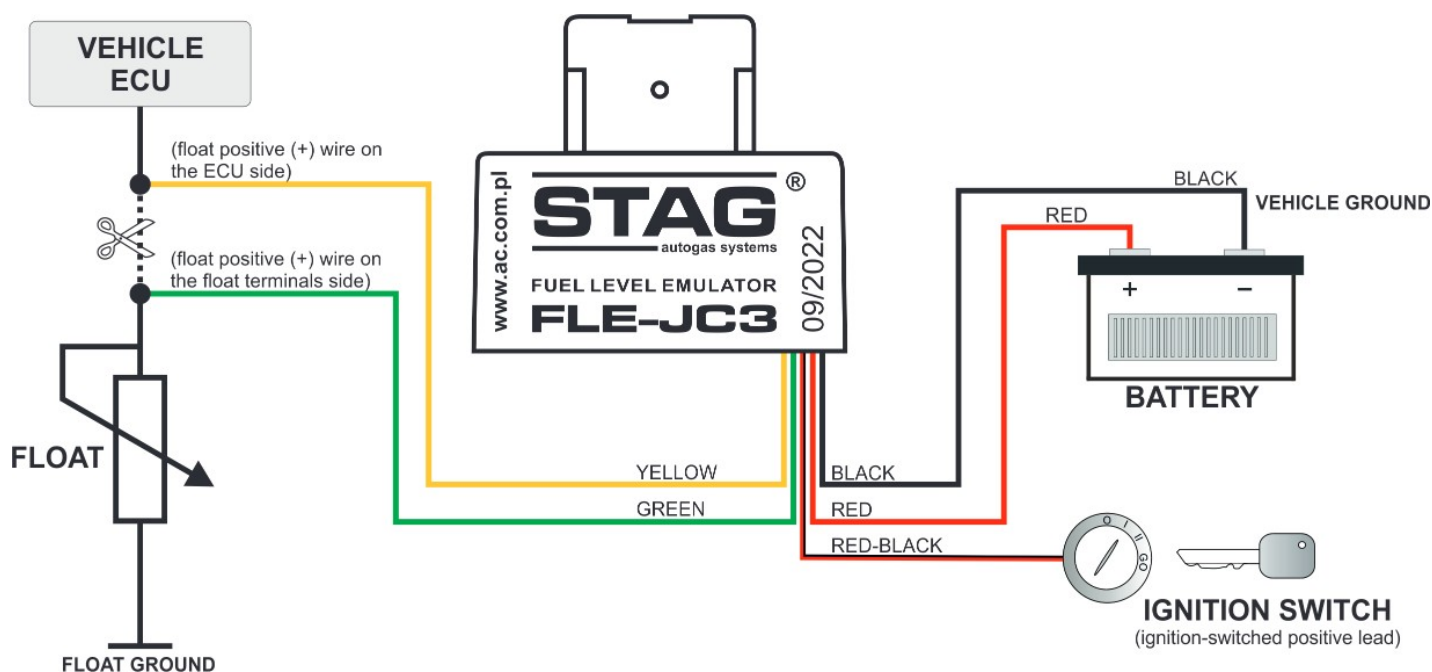 VEHICLE
ECU
(float positive (+) wire on
the ECU side)
(float positive (+) wire on
the float terminals side)
FLOAT
FLOAT GROUND
www.ac.com.pl
STAG®
autogas systems
FUEL LEVEL EMULATOR
FLE-JC3
09/2022
YELLOW
GREEN
BLACK
RED
RED-BLACK
BLACK
VEHICLE GROUND
RED
+ −
BATTERY
O I II GO
IGNITION SWITCH
(ignition-switched positive lead)